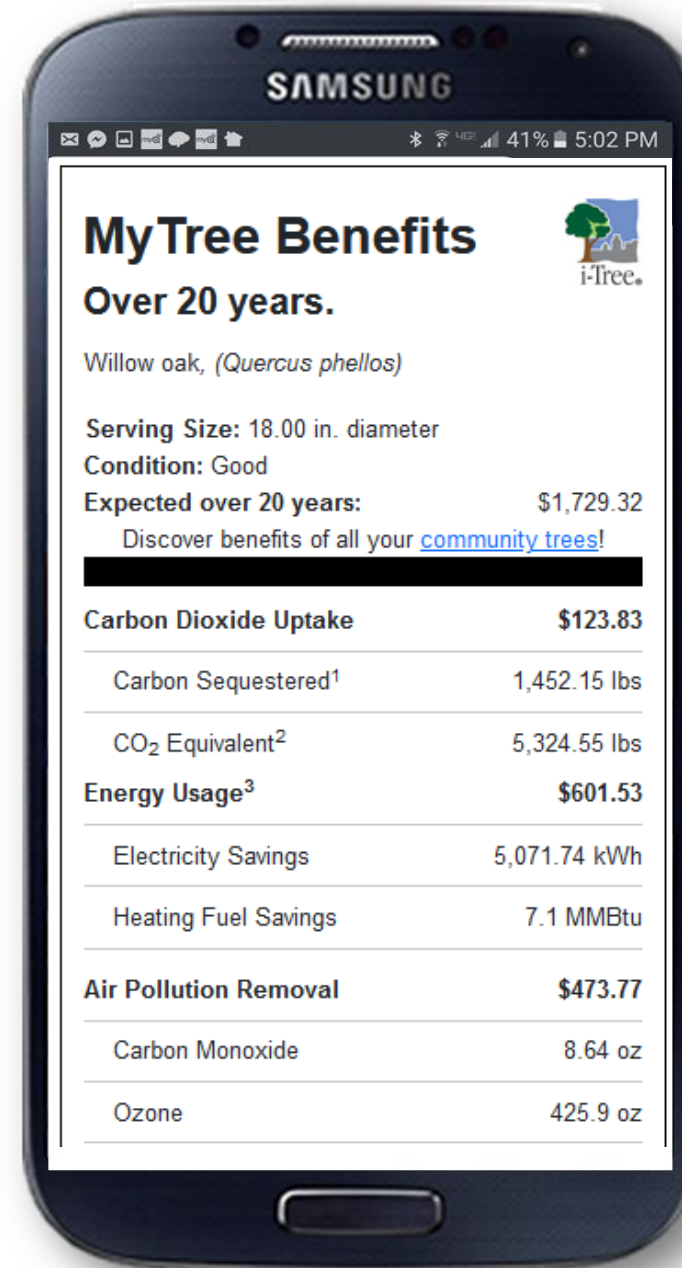 SAMSUNG
41% 5:02 PM
MyTree Benefits
i-Tree®
Over 20 years.
Willow oak, (Quercus phellos)
Serving Size: 18.00 in. diameter
Condition: Good
Expected over 20 years: $1,729.32
Discover benefits of all your community trees!
Carbon Dioxide Uptake $123.83
Carbon Sequestered¹ 1,452.15 lbs
CO₂ Equivalent² 5,324.55 lbs
Energy Usage³ $601.53
Electricity Savings 5,071.74 kWh
Heating Fuel Savings 7.1 MMBtu
Air Pollution Removal $473.77
Carbon Monoxide 8.64 oz
Ozone 425.9 oz